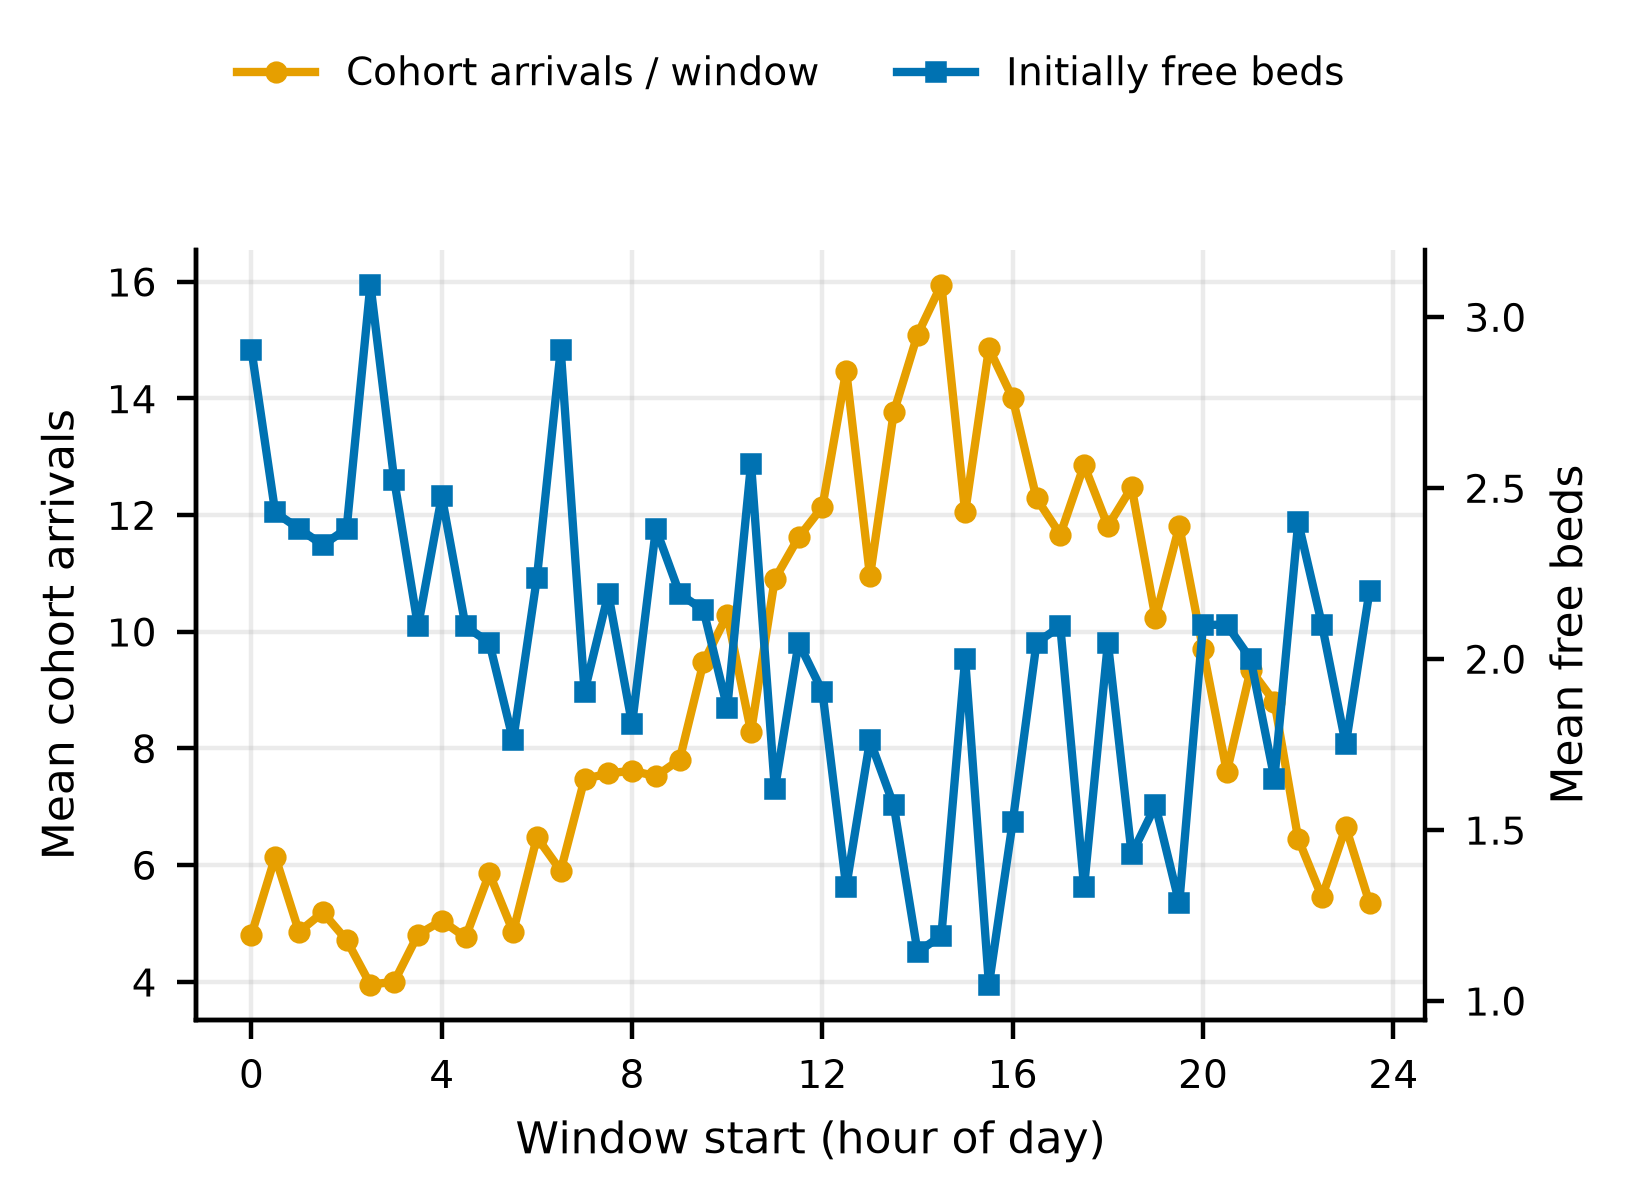 Cohort arrivals / window
Initially free beds
Mean cohort arrivals
16
14
12
10
8
6
4
3.0
2.5
2.0
1.5
1.0
Mean free beds
0 4 8 12 16 20 24
Window start (hour of day)